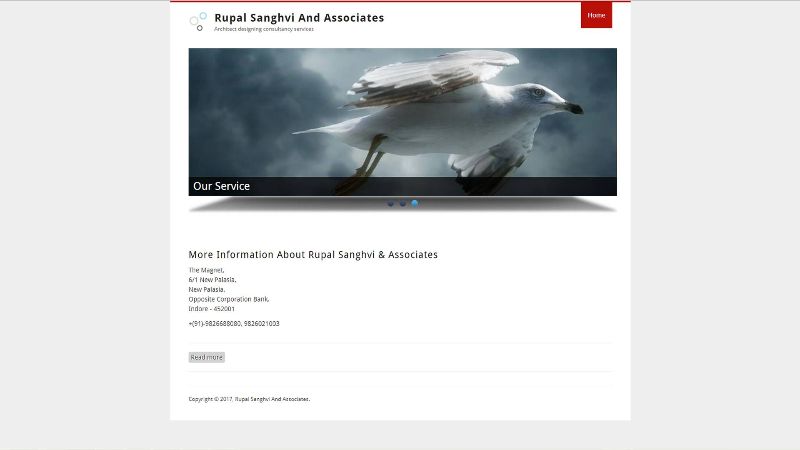 Rupal Sanghvi And Associates
Architect designing consultancy services
Home
Our Service
More Information About Rupal Sanghvi & Associates
The Magnet,
6/1 New Palasia,
New Palasia,
Opposite Corporation Bank,
Indore - 452001
+(91)-9826688080, 9826021003
Read more
Copyright © 2017, Rupal Sanghvi And Associates.